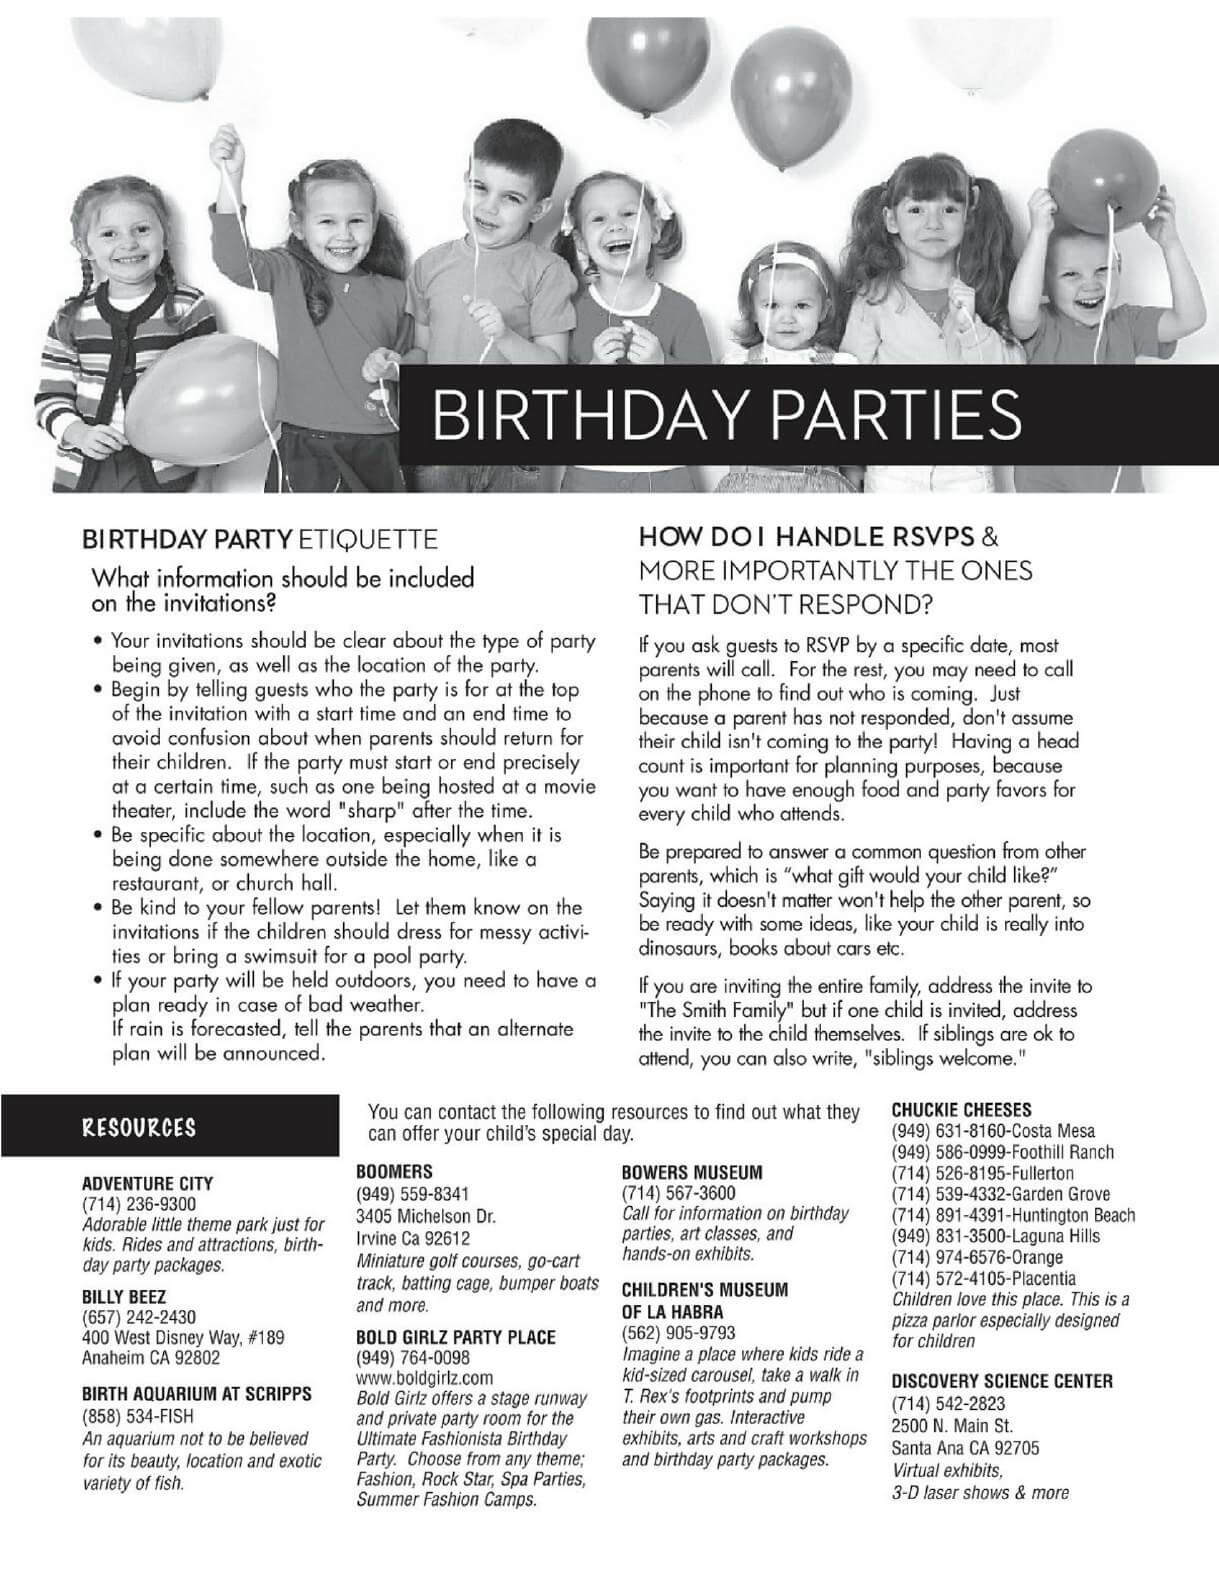 BIRTHDAY PARTIES
BIRTHDAY PARTY ETIQUETTE
What information should be included
on the invitations?
• Your invitations should be clear about the type of party
being given, as well as the location of the party.
• Begin by telling guests who the party is for at the top
of the invitation with a start time and an end time to
avoid confusion about when parents should return for
their children.  If the party must start or end precisely
at a certain time, such as one being hosted at a movie
theater, include the word "sharp" after the time.
• Be specific about the location, especially when it is
being done somewhere outside the home, like a
restaurant, or church hall.
• Be kind to your fellow parents!  Let them know on the
invitations if the children should dress for messy activi-
ties or bring a swimsuit for a pool party.
• If your party will be held outdoors, you need to have a
plan ready in case of bad weather.
If rain is forecasted, tell the parents that an alternate
plan will be announced.
HOW DO I HANDLE RSVPS &
MORE IMPORTANTLY THE ONES
THAT DON'T RESPOND?
If you ask guests to RSVP by a specific date, most
parents will call.  For the rest, you may need to call
on the phone to find out who is coming.  Just
because a parent has not responded, don't assume
their child isn't coming to the party!  Having a head
count is important for planning purposes, because
you want to have enough food and party favors for
every child who attends.
Be prepared to answer a common question from other
parents, which is “what gift would your child like?”
Saying it doesn't matter won't help the other parent, so
be ready with some ideas, like your child is really into
dinosaurs, books about cars etc.
If you are inviting the entire family, address the invite to
"The Smith Family" but if one child is invited, address
the invite to the child themselves.  If siblings are ok to
attend, you can also write, "siblings welcome."
RESOURCES
You can contact the following resources to find out what they
can offer your child's special day.
ADVENTURE CITY
(714) 236-9300
Adorable little theme park just for
kids. Rides and attractions, birth-
day party packages.
BILLY BEEZ
(657) 242-2430
400 West Disney Way, #189
Anaheim CA 92802
BIRTH AQUARIUM AT SCRIPPS
(858) 534-FISH
An aquarium not to be believed
for its beauty, location and exotic
variety of fish.
BOOMERS
(949) 559-8341
3405 Michelson Dr.
Irvine Ca 92612
Miniature golf courses, go-cart
track, batting cage, bumper boats
and more.
BOLD GIRLZ PARTY PLACE
(949) 764-0098
www.boldgirlz.com
Bold Girlz offers a stage runway
and private party room for the
Ultimate Fashionista Birthday
Party.  Choose from any theme;
Fashion, Rock Star, Spa Parties,
Summer Fashion Camps.
BOWERS MUSEUM
(714) 567-3600
Call for information on birthday
parties, art classes, and
hands-on exhibits.
CHILDREN'S MUSEUM
OF LA HABRA
(562) 905-9793
Imagine a place where kids ride a
kid-sized carousel, take a walk in
T. Rex's footprints and pump
their own gas. Interactive
exhibits, arts and craft workshops
and birthday party packages.
CHUCKIE CHEESES
(949) 631-8160-Costa Mesa
(949) 586-0999-Foothill Ranch
(714) 526-8195-Fullerton
(714) 539-4332-Garden Grove
(714) 891-4391-Huntington Beach
(949) 831-3500-Laguna Hills
(714) 974-6576-Orange
(714) 572-4105-Placentia
Children love this place. This is a
pizza parlor especially designed
for children
DISCOVERY SCIENCE CENTER
(714) 542-2823
2500 N. Main St.
Santa Ana CA 92705
Virtual exhibits,
3-D laser shows & more